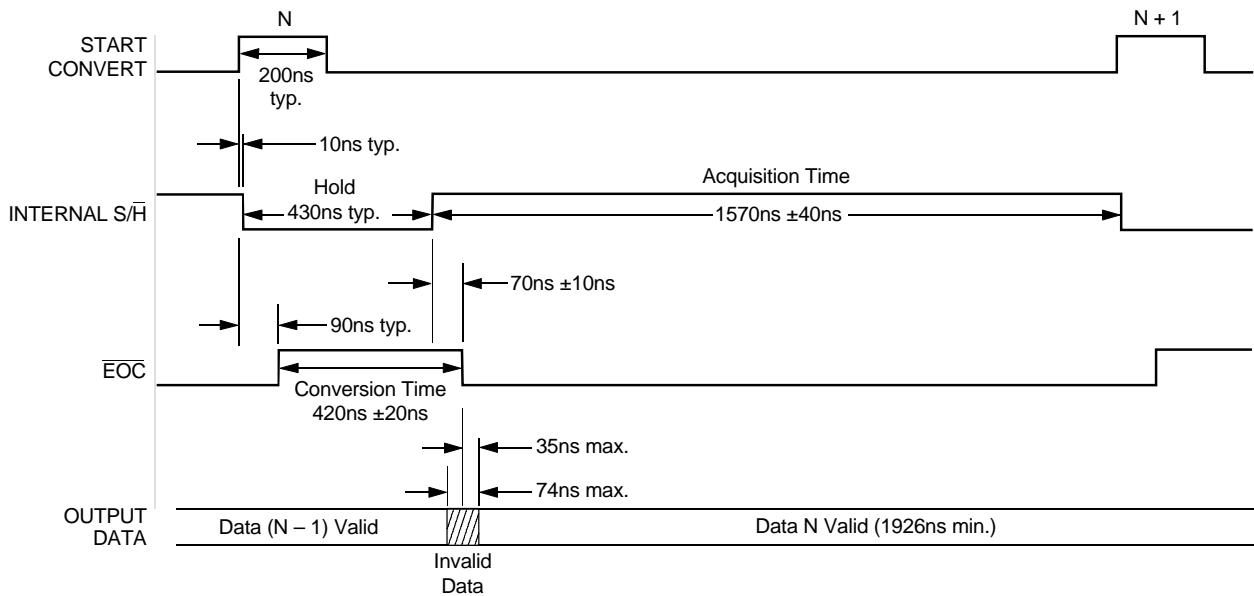 N
N + 1
START
CONVERT
200ns
typ.
10ns typ.
Hold
Acquisition Time
INTERNAL S/H̅
430ns typ.
1570ns ±40ns
70ns ±10ns
90ns typ.
E̅O̅C̅
Conversion Time
420ns ±20ns
35ns max.
74ns max.
OUTPUT
DATA
Data (N – 1) Valid
Data N Valid (1926ns min.)
Invalid
Data